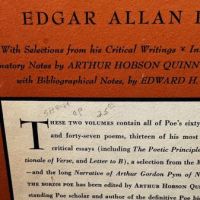 EDGAR ALLAN
With Selections from his Critical Writings • In
matory Notes by ARTHUR HOBSON QUINN
with Bibliographical Notes, by EDWARD H.
THESE TWO VOLUMES contain all of Poe's sixty
and forty-seven poems, thirteen of his most
critical essays (including The Poetic Principle
tionale of Verse, and Letter to B), a selection from the M
—and the long Narrative of Arthur Gordon Pym of N
THE BORZOI POE has been edited by ARTHUR HOBSON QU
standing Poe scholar and author of the definitive Poe bi